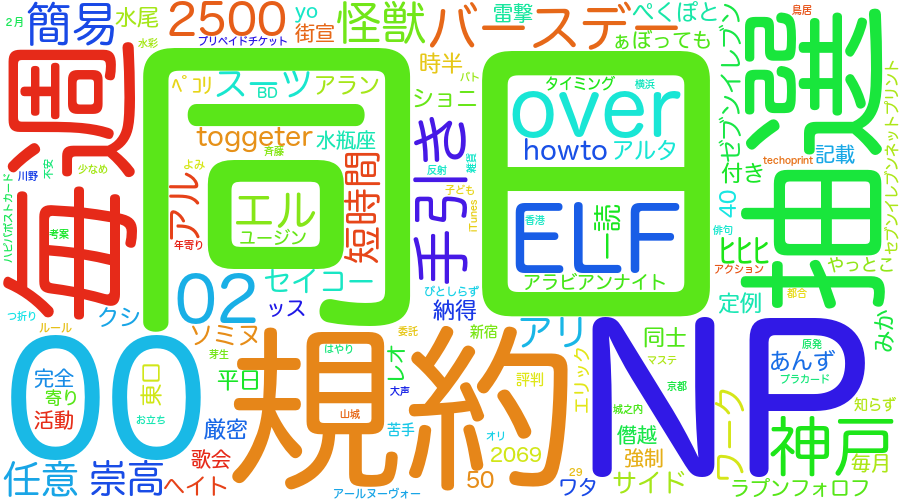 2月
簡易
水尾
2500
プリペイドチケット
yo
街宣
怪獣
バースデー
電撃
ぺくぽと
ぁぼっても
鳥居
水彩
毎週
向日
ペコリ
スーツ
BD
アラン
時半
バト
ショニ
タイミング
横浜
over
セブンイレブン
抽選
セブンイレブンネットプリント
toggeter
水瓶座
斉藤
howto
アルタ
付き
techoprint
記載
川野
不安
少なめ
よみ
アル
エル
ユージン
短時間
手引き
反射
雑誌
子ども
iTunes
ハピバポストカード
考案
年寄り
香港
ELF
一読
40
俳句
ヒヒヒ
アクション
やっとこ
アラビアンナイト
セイコー
02
ッス
びとしらず
納得
定例
都合
つ折り
ルール
クシ
ソミヌ
委託
新宿
アリ
みか
00
規約
NP
同士
マステ
京都
原発
あんず
プラカード
芽生
はやり
レオ
大声
評判
エリック
完全
寄り
活動
東口
平日
お立ち
山城
城之内
ワーク
知らず
厳密
歌会
苦手
オリ
2069
僭越
強制
神戸
毎月
任意
崇高
ヘイト
アールヌーヴォー
50
29
ワタ
サイド
ラプンフォロフ